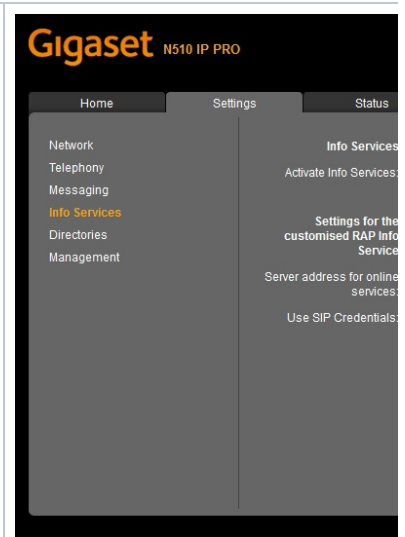 Gigaset N510 IP PRO
Home Settings Status
Network
Telephony
Messaging
Info Services
Directories
Management
Info Services
Activate Info Services:
Settings for the
customised RAP Info
Service
Server address for online
services:
Use SIP Credentials: